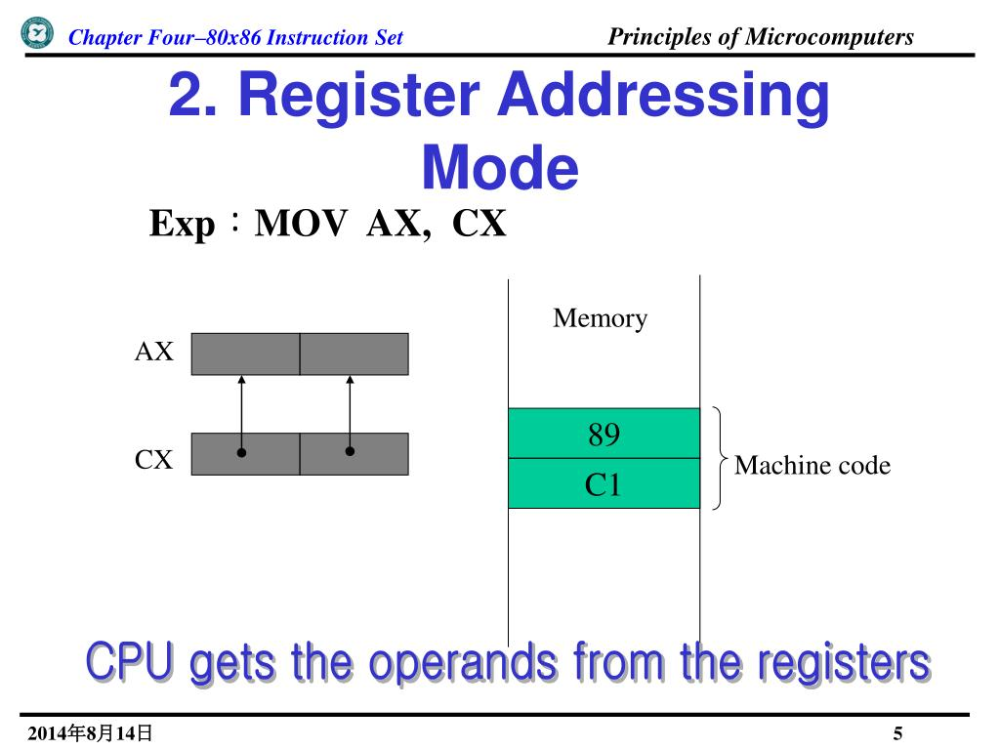 Chapter Four–80x86 Instruction Set
Principles of Microcomputers
2. Register Addressing
Mode
Exp：MOV AX, CX
Memory
AX
89
CX
Machine code
C1
CPU gets the operands from the registers
2014年8月14日
5